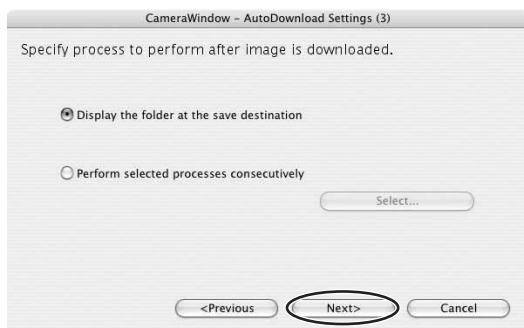 CameraWindow – AutoDownload Settings (3)
Specify process to perform after image is downloaded.
Display the folder at the save destination
Perform selected processes consecutively
Select...
<Previous Next> Cancel